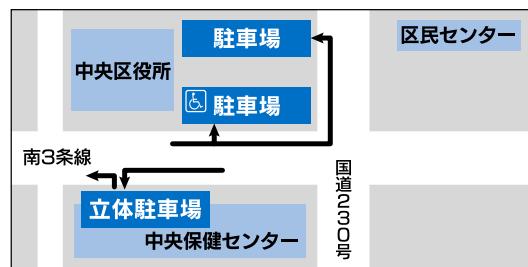 駐車場
区民センター
中央区役所
駐車場
南3条線
国道230号
立体駐車場
中央保健センター